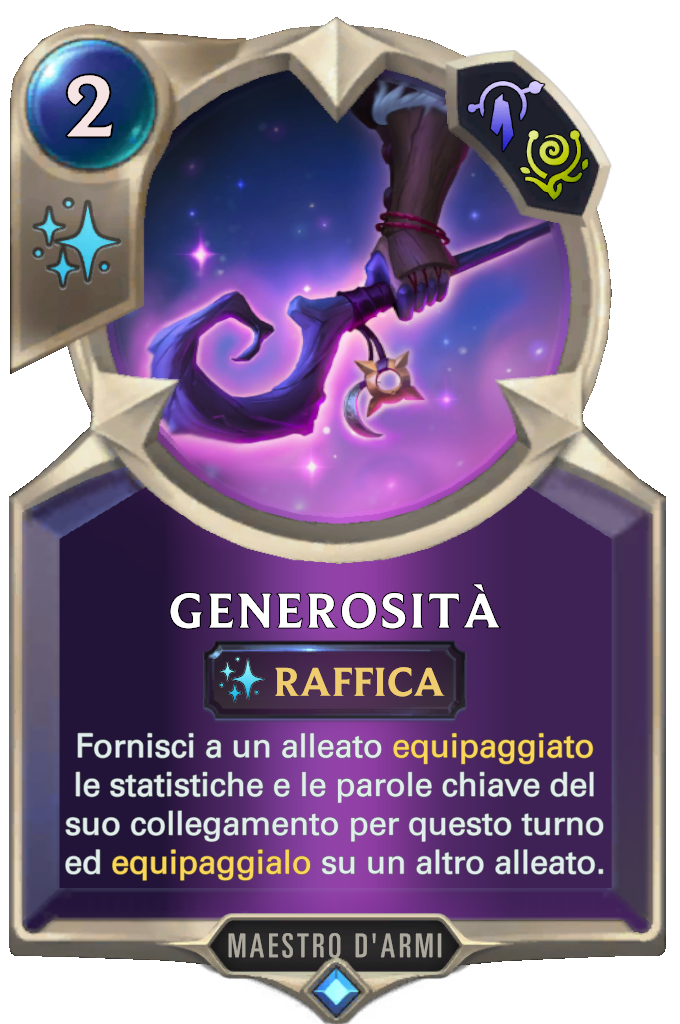 2
GENEROSITÀ
RAFFICA
Fornisci a un alleato equipaggiato
le statistiche e le parole chiave del
suo collegamento per questo turno
ed equipaggialo su un altro alleato.
MAESTRO D'ARMI